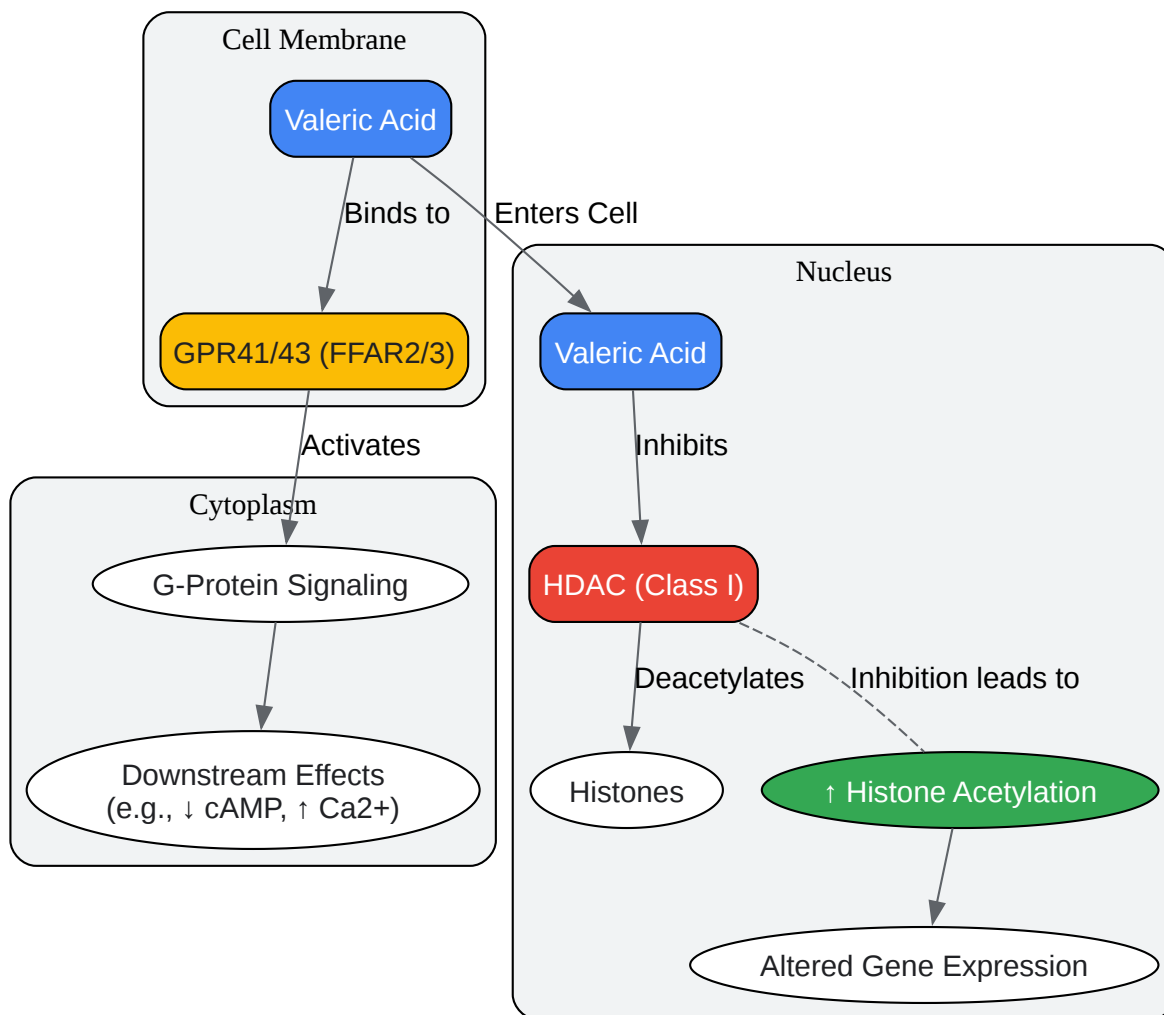 Cell Membrane
Valeric Acid
Binds to
Enters Cell
Nucleus
GPR41/43 (FFAR2/3)
Valeric Acid
Activates
Inhibits
Cytoplasm
G-Protein Signaling
HDAC (Class I)
Deacetylates
Inhibition leads to
Downstream Effects
(e.g., ↓ cAMP, ↑ Ca2+)
Histones
↑ Histone Acetylation
Altered Gene Expression